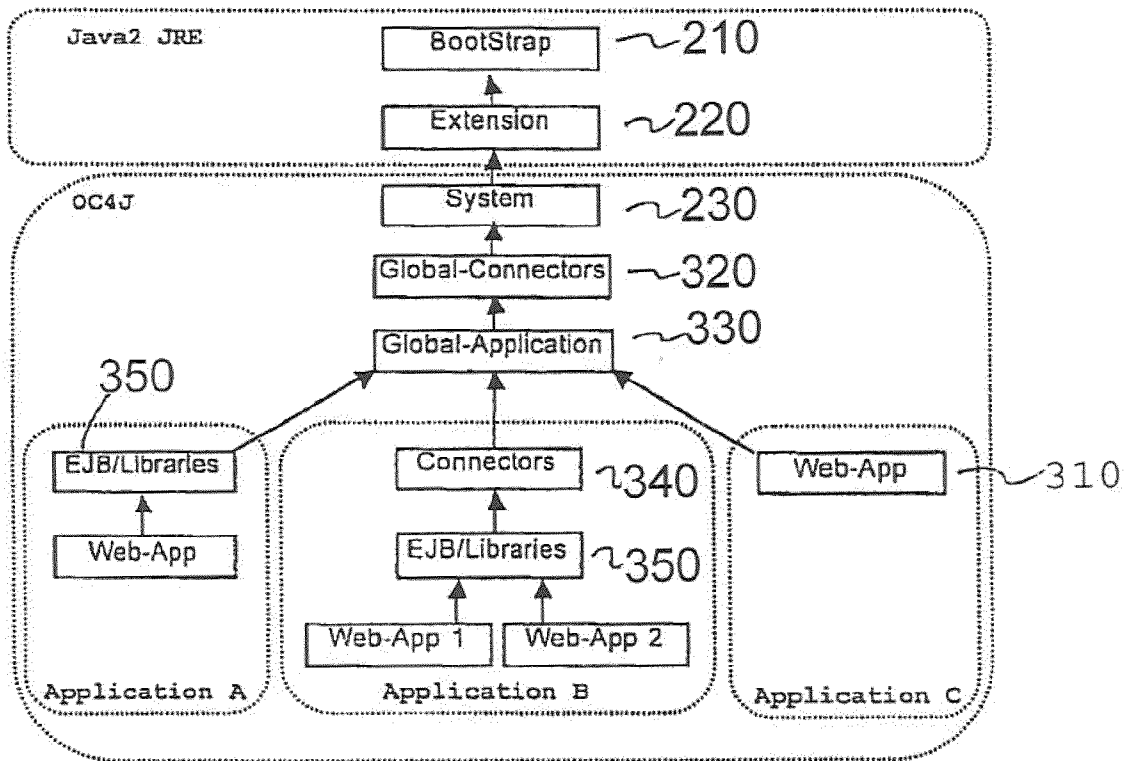 Java2 JRE
BootStrap
210
Extension
220
OC4J
System
230
Global-Connectors
320
Global-Application
330
350
EJB/Libraries
Connectors
340
Web-App
310
Web-App
EJB/Libraries
350
Web-App 1
Web-App 2
Application A
Application B
Application C